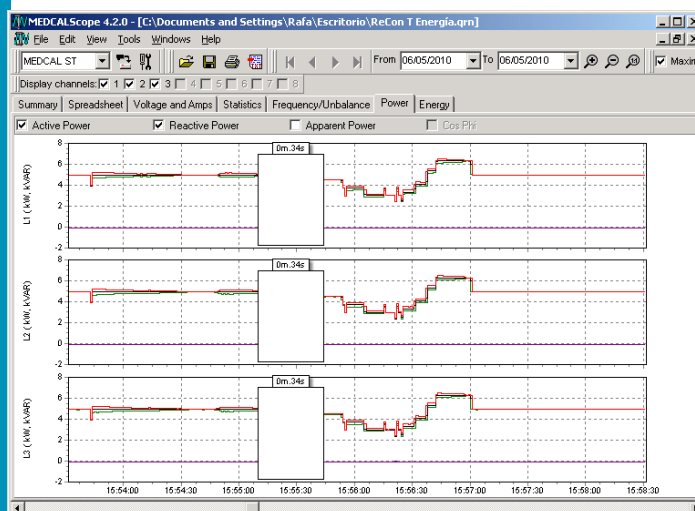 MEDCALScope 4.2.0 - [C:\Documents and Settings\Rafa\Escritorio\ReCon T Energía.qrn]
File Edit View Tools Windows Help
MEDCAL ST From 06/05/2010 To 06/05/2010 Maxin
Display channels: 1 2 3 4 5 6 7 8
Summary Spreadsheet Voltage and Amps Statistics Frequency/Unbalance Power Energy
Active Power Reactive Power Apparent Power Cos Phi
L1 ( kW, kVAR)
8
6
4
2
0
-2
0m.34s
L2 ( kW, kVAR)
8
6
4
2
0
-2
0m.34s
L3 ( kW, kVAR)
8
6
4
2
0
-2
0m.34s
15:54:00 15:54:30 15:55:00 15:55:30 15:56:00 15:56:30 15:57:00 15:57:30 15:58:00 15:58:30